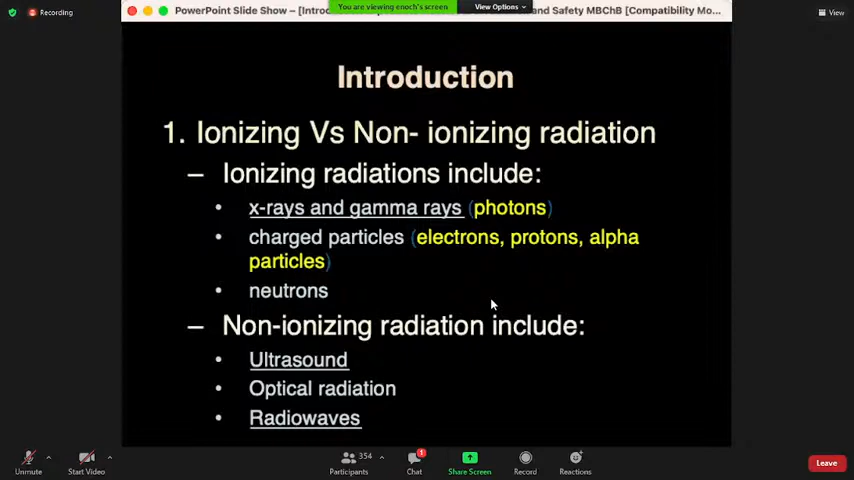 Recording
PowerPoint Slide Show – [Introd
You are viewing enoch's screen
View Options
and Safety MBChB [Compatibility Mo...
View
Introduction
1. Ionizing Vs Non- ionizing radiation
– Ionizing radiations include:
• x-rays and gamma rays (photons)
• charged particles (electrons, protons, alpha
particles)
• neutrons
– Non-ionizing radiation include:
• Ultrasound
• Optical radiation
• Radiowaves
Unmute
Start Video
354
Participants
1
Chat
Share Screen
Record
Reactions
Leave